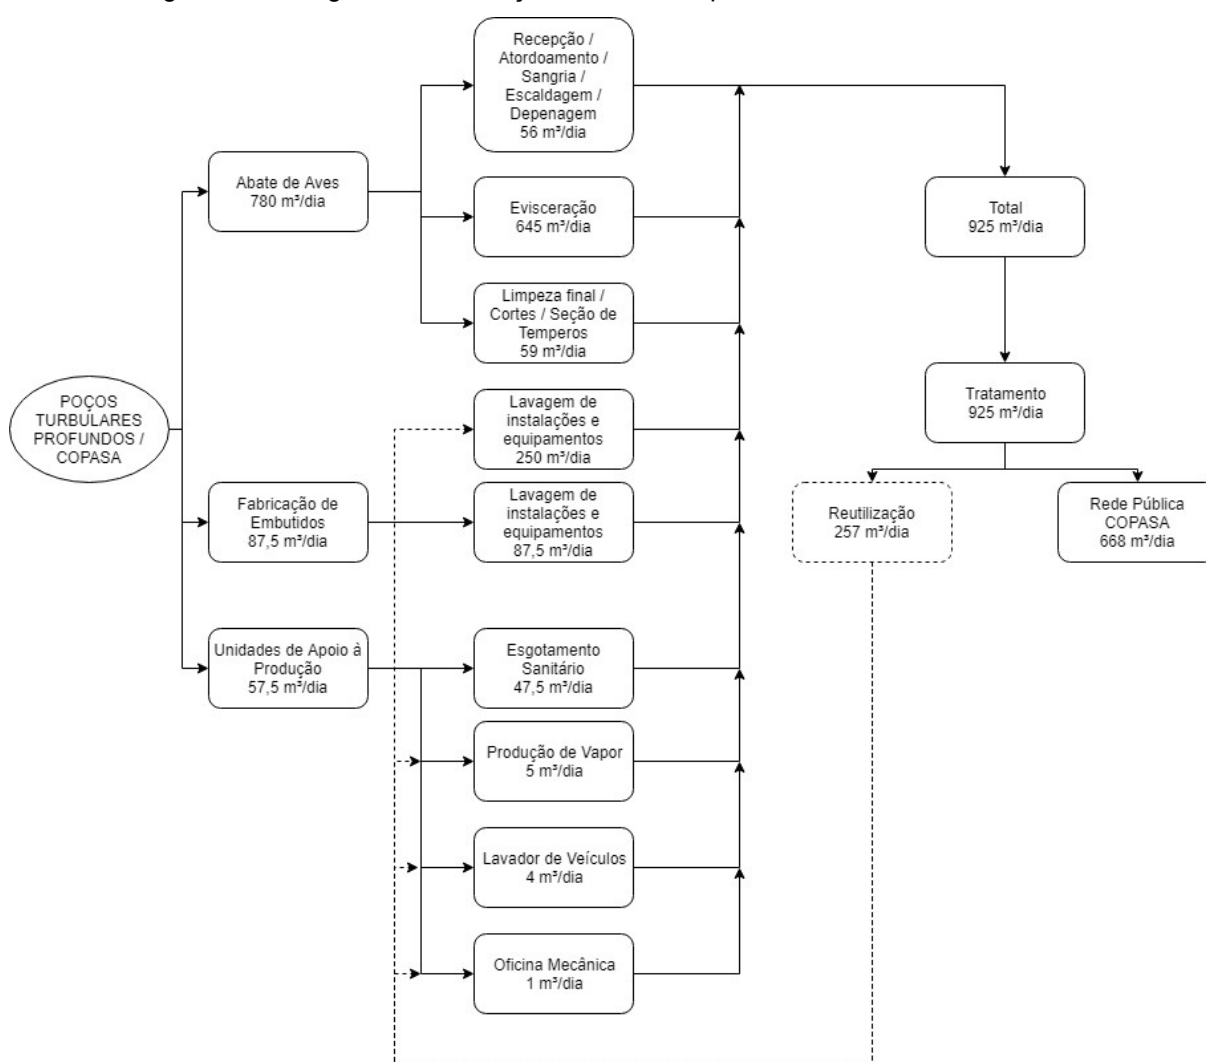 Recepção /
Atordoamento /
Sangria /
Escaldagem /
Depenagem
56 m³/dia
Abate de Aves
780 m³/dia
Evisceração
645 m³/dia
Total
925 m³/dia
Limpeza final /
Cortes / Seção de
Temperos
59 m³/dia
POÇOS
TURBULARES
PROFUNDOS /
COPASA
Lavagem de
instalações e
equipamentos
250 m³/dia
Tratamento
925 m³/dia
Fabricação de
Embutidos
87,5 m³/dia
Lavagem de
instalações e
equipamentos
87,5 m³/dia
Reutilização
257 m³/dia
Rede Pública
COPASA
668 m³/dia
Unidades de Apoio à
Produção
57,5 m³/dia
Esgotamento
Sanitário
47,5 m³/dia
Produção de Vapor
5 m³/dia
Lavador de Veículos
4 m³/dia
Oficina Mecânica
1 m³/dia